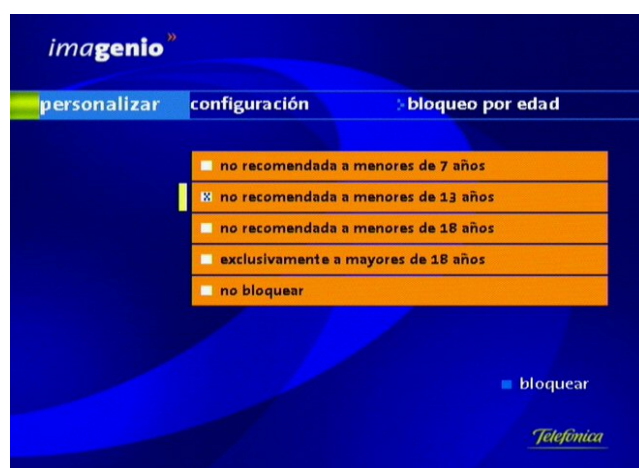 imagenio»
personalizar configuración bloqueo por edad
no recomendada a menores de 7 años
no recomendada a menores de 13 años
no recomendada a menores de 18 años
exclusivamente a mayores de 18 años
no bloquear
bloquear
Telefónica